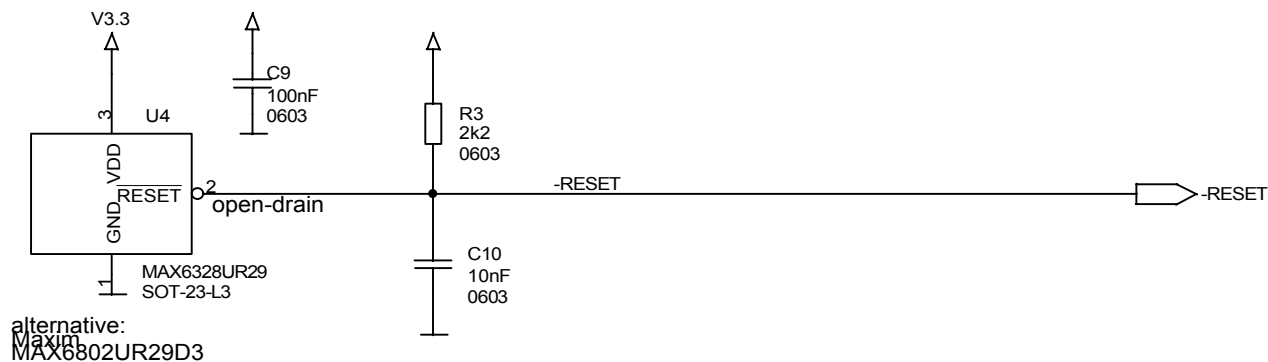 V3.3
C9
100nF
0603
3
U4
VDD
RESET
GND
2
open-drain
1
MAX6328UR29
SOT-23-L3
alternative:
Maxim
MAX6802UR29D3
R3
2k2
0603
-RESET
-RESET
C10
10nF
0603